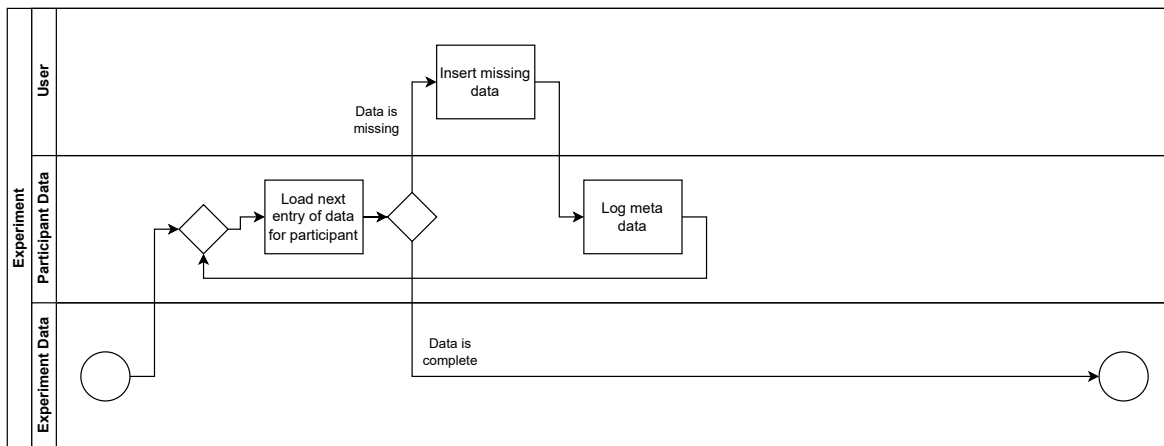 Experiment
User
Insert missing
data
Data is
missing
Participant Data
Load next
entry of data
for participant
Log meta
data
Experiment Data
Data is
complete